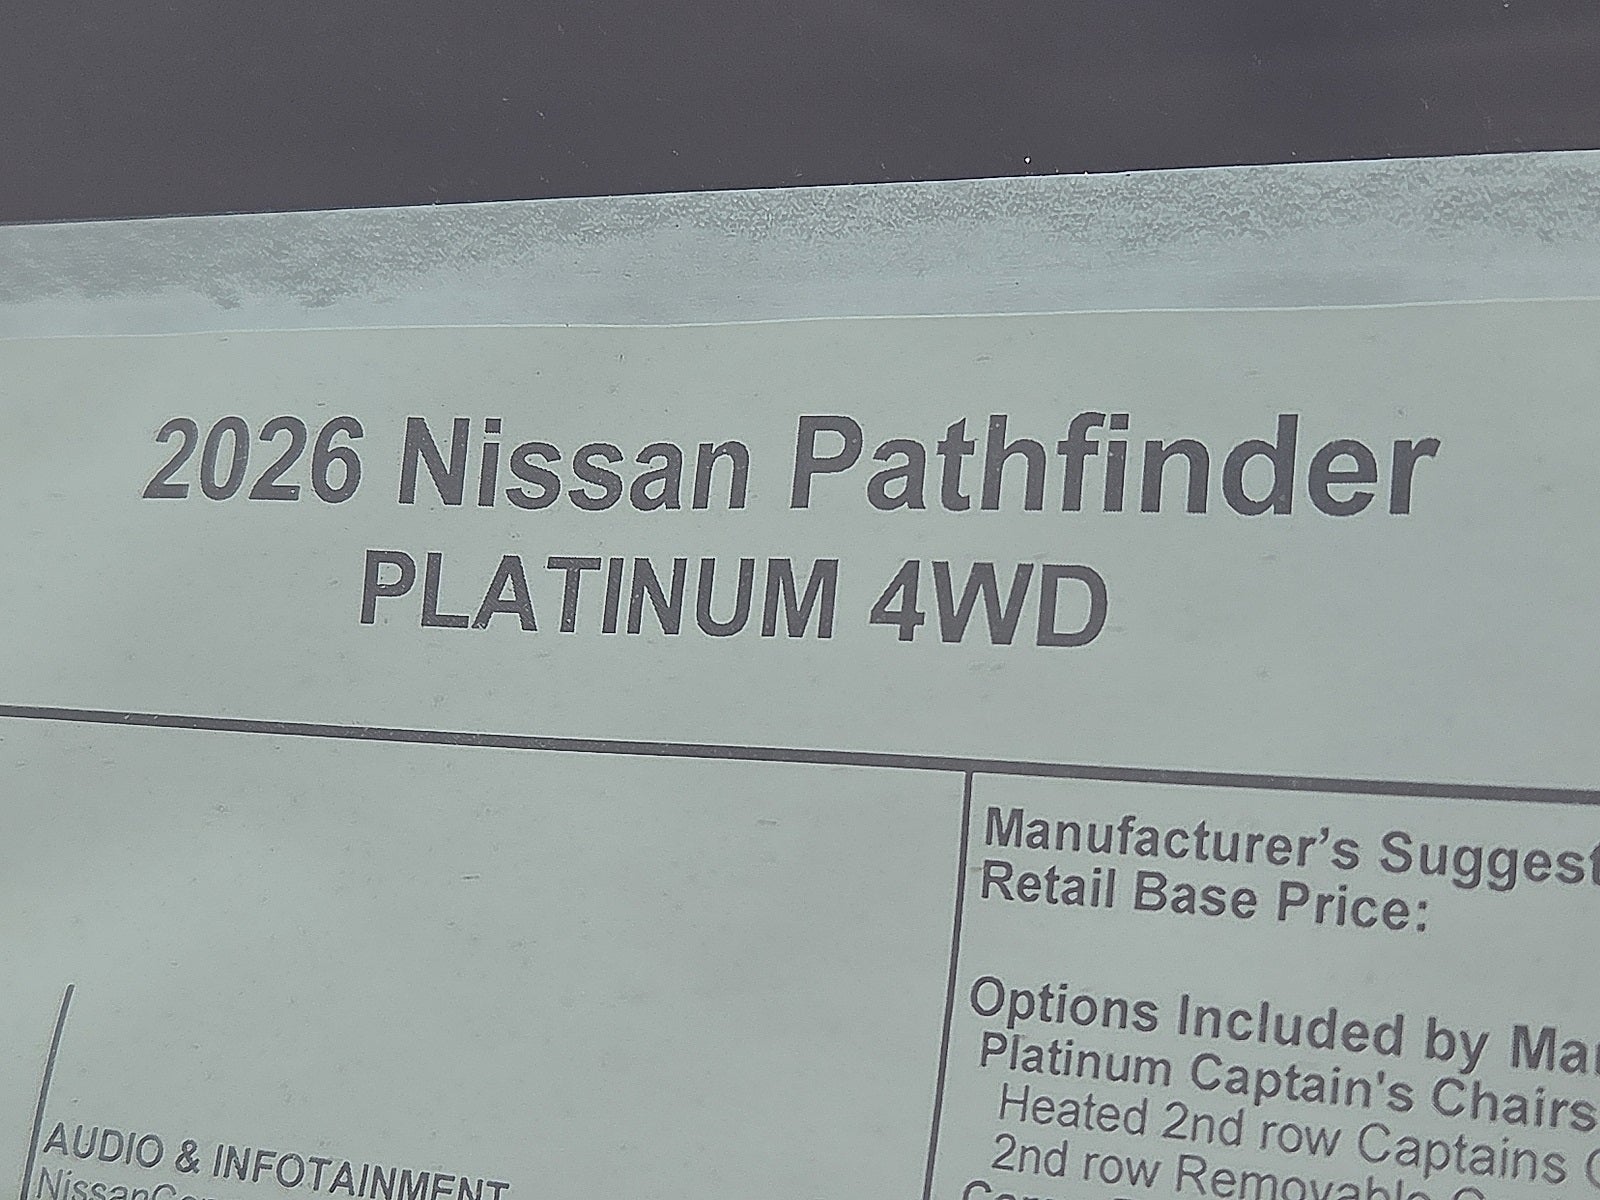 2026 Nissan Pathfinder
PLATINUM 4WD
Manufacturer’s Suggest
Retail Base Price:
Options Included by Ma
Platinum Captain's Chairs
Heated 2nd row Captains
2nd row Removable
AUDIO & INFOTAINMENT